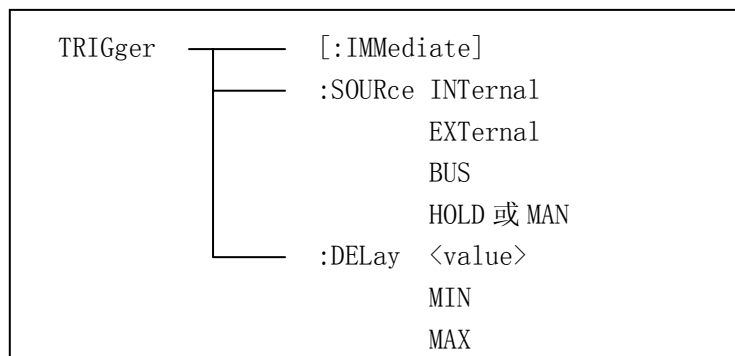 TRIGger [:IMMediate]
:SOURce INTernal
EXTernal
BUS
HOLD 或 MAN
:DELay <value>
MIN
MAX